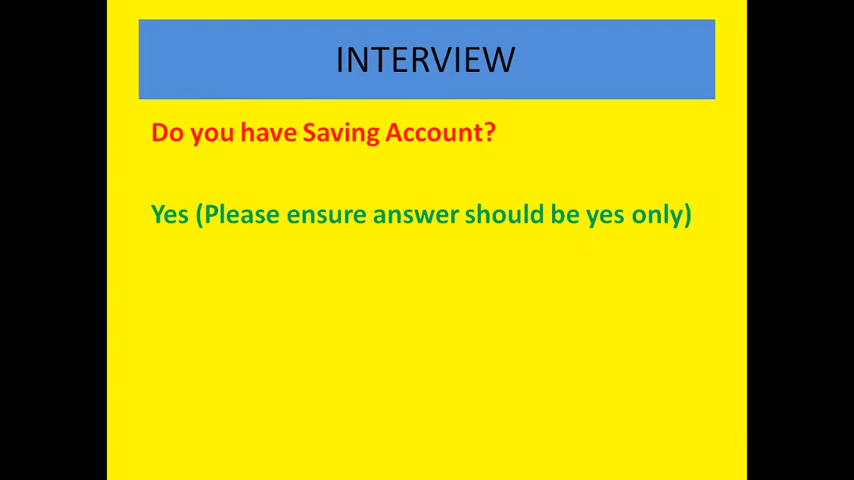 INTERVIEW
Do you have Saving Account?
Yes (Please ensure answer should be yes only)